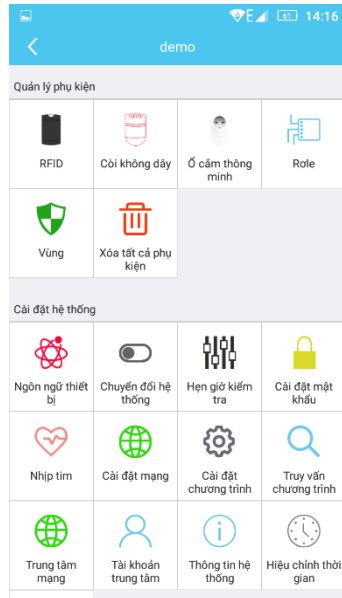 E 61 14:16
demo
Quản lý phụ kiện
RFID
Còi không dây
Ổ cắm thông
minh
Rơle
Vùng
Xóa tất cả phụ
kiện
Cài đặt hệ thống
Ngôn ngữ thiết
bị
Chuyển đổi hệ
thống
Hẹn giờ kiểm
tra
Cài đặt mật
khẩu
Nhịp tim
Cài đặt mạng
Cài đặt
chương trình
Truy vấn
chương trình
Trung tâm
mạng
Tài khoản
trung tâm
Thông tin hệ
thống
Hiệu chỉnh thời
gian